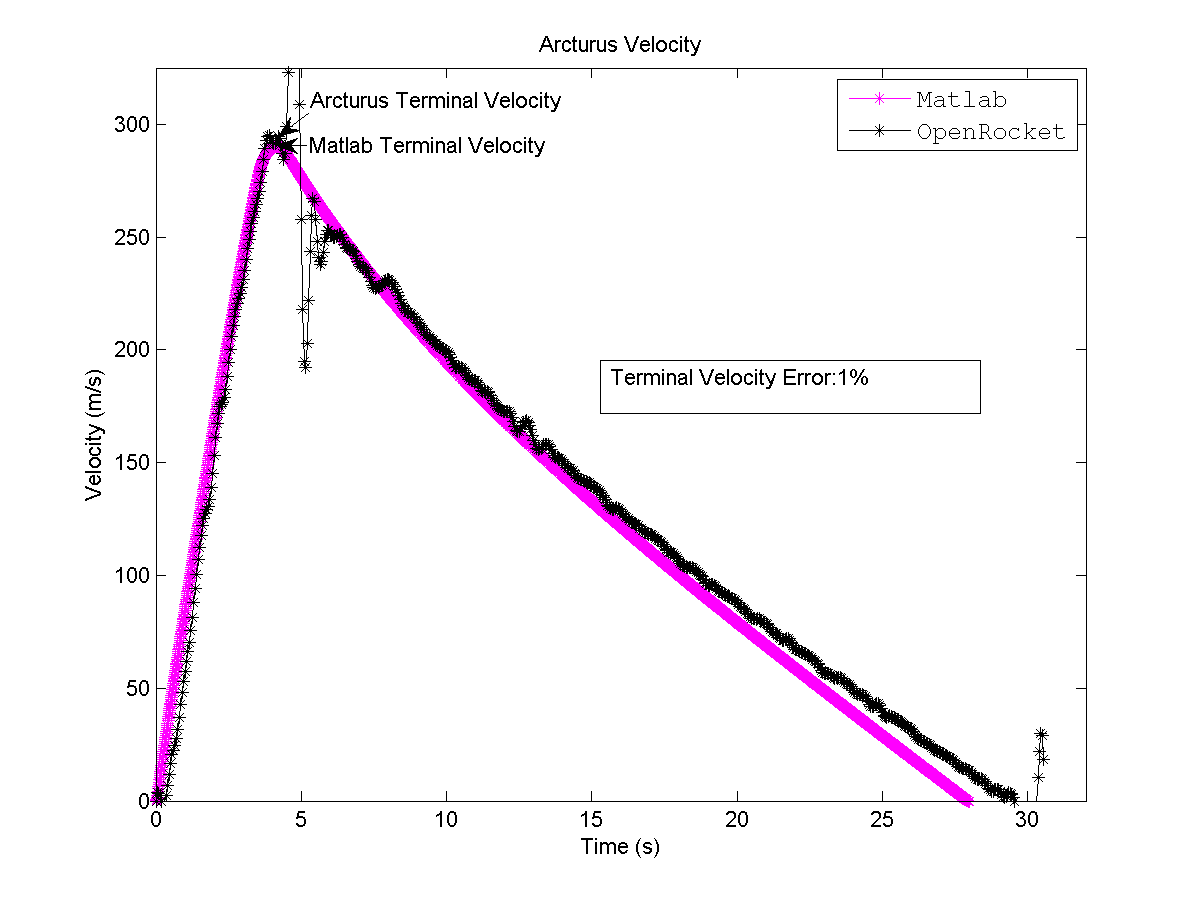 Arcturus Velocity
Arcturus Terminal Velocity
Matlab Terminal Velocity
Matlab
OpenRocket
Terminal Velocity Error:1%
Velocity (m/s)
300
250
200
150
100
50
0
0 5 10 15 20 25 30
Time (s)